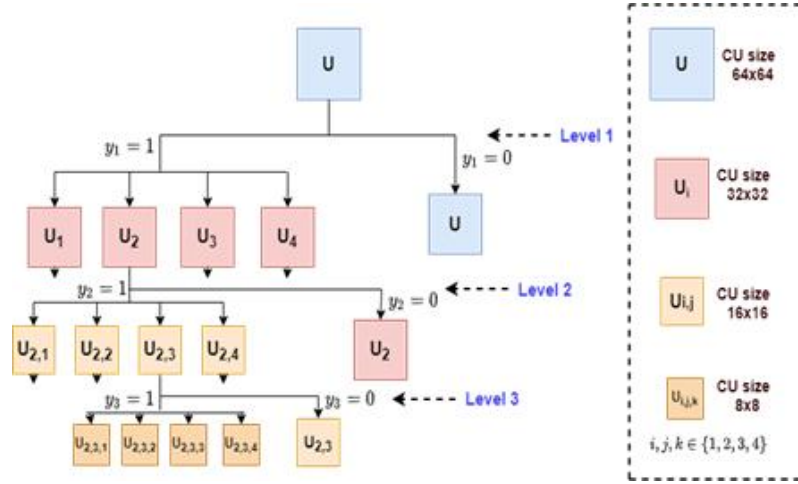 U
Level 1
y₁ = 1
y₁ = 0
U₁ U₂ U₃ U₄
U
y₂ = 1
y₂ = 0
Level 2
U₂,₁ U₂,₂ U₂,₃ U₂,₄
U₂
y₃ = 1
y₃ = 0
Level 3
U₂,₃,₁ U₂,₃,₂ U₂,₃,₃ U₂,₃,₄
U₂,₃
U
CU size
64x64
Uᵢ
CU size
32x32
Uᵢ,ⱼ
CU size
16x16
Uᵢ,ⱼ,ₖ
CU size
8x8
i, j, k ∈ {1, 2, 3, 4}